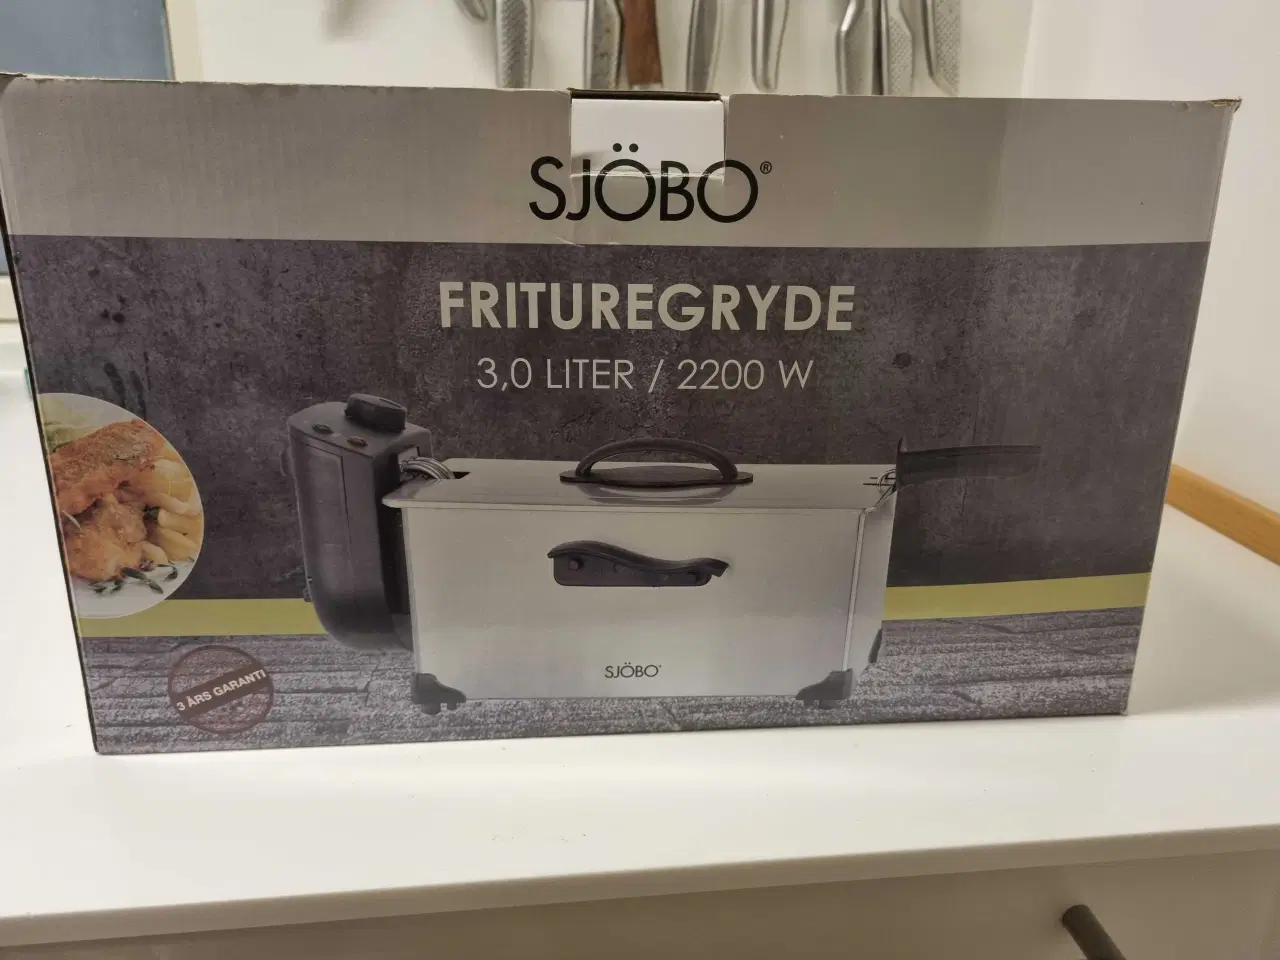 SJÖBO®
FRITUREGRYDE
3,0 LITER / 2200 W
SJÖBO®
3 ÅRS GARANTI